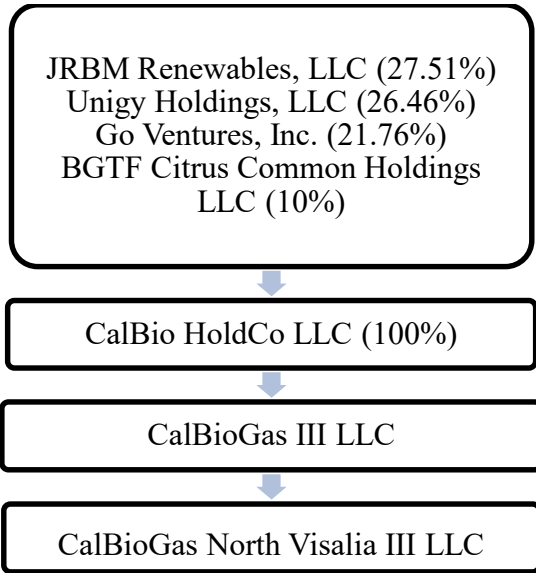 JRBM Renewables, LLC (27.51%)
Unigy Holdings, LLC (26.46%)
Go Ventures, Inc. (21.76%)
BGTF Citrus Common Holdings
LLC (10%)
CalBio HoldCo LLC (100%)
CalBioGas III LLC
CalBioGas North Visalia III LLC